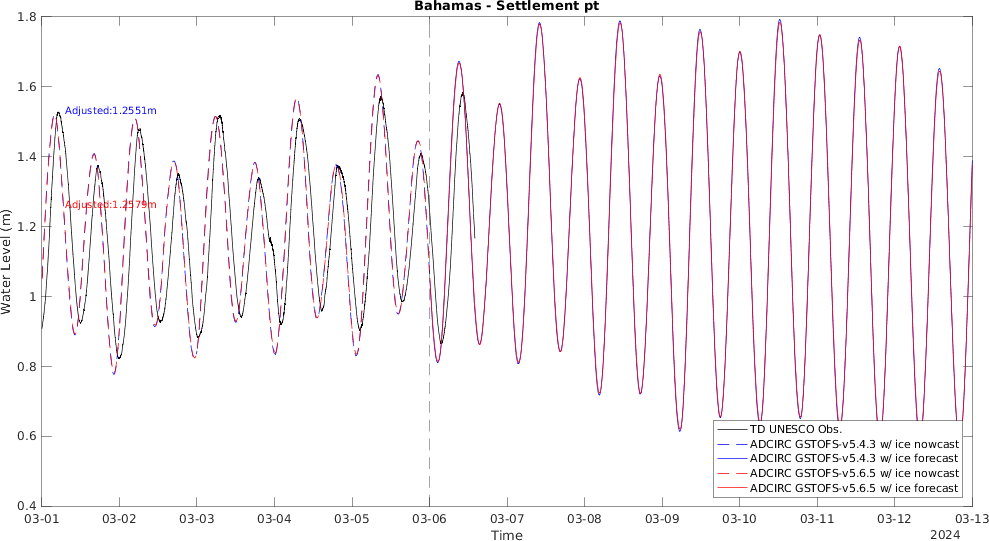 Bahamas - Settlement pt
1.8
1.6
1.4
1.2
1
0.8
0.6
0.4
Water Level (m)
Adjusted:1.2551m
Adjusted:1.2579m
TD UNESCO Obs.
ADCIRC GSTOFS-v5.4.3 w/ ice nowcast
ADCIRC GSTOFS-v5.4.3 w/ ice forecast
ADCIRC GSTOFS-v5.6.5 w/ ice nowcast
ADCIRC GSTOFS-v5.6.5 w/ ice forecast
03-01 03-02 03-03 03-04 03-05 03-06 03-07 03-08 03-09 03-10 03-11 03-12 03-13
Time
2024